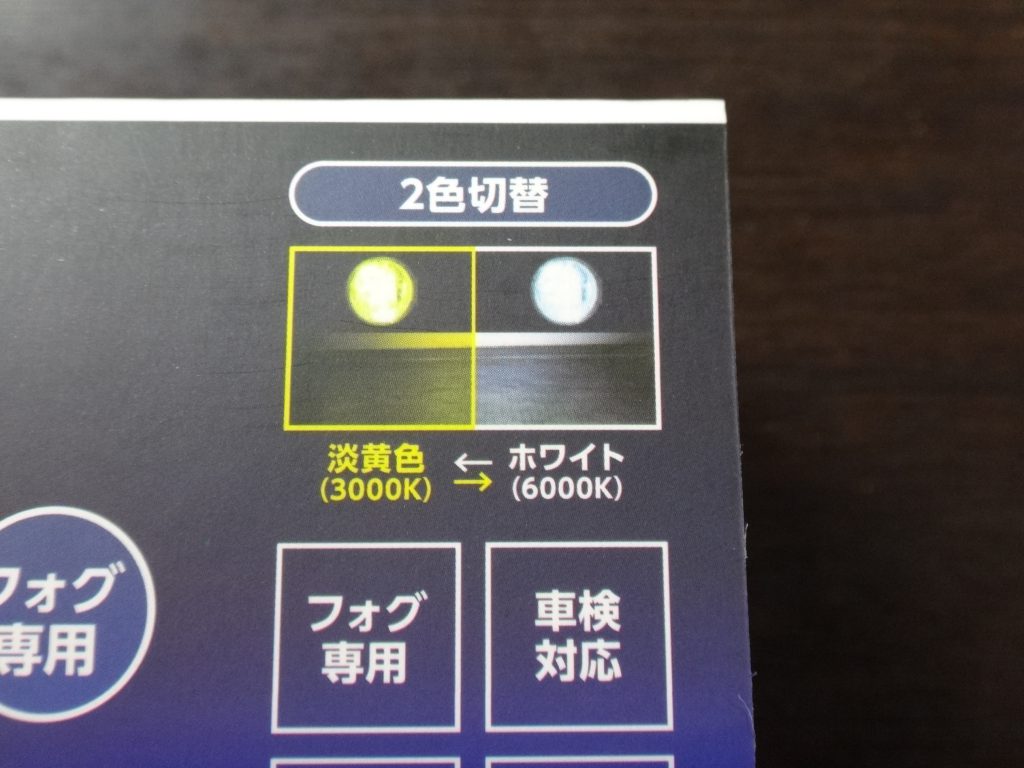 2色切替
淡黄色 ←→ ホワイト
(3000K) (6000K)
フォグ
専用
フォグ
専用
車検
対応